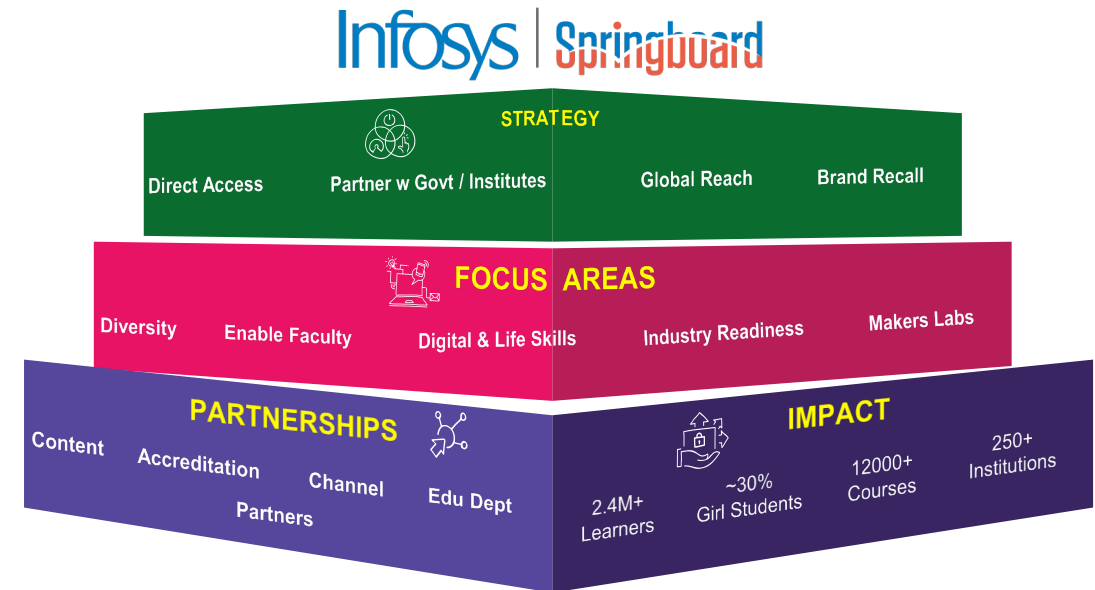 Infosys | Springboard
STRATEGY
Direct Access
Partner w Govt / Institutes
Global Reach
Brand Recall
FOCUS AREAS
Diversity
Enable Faculty
Digital & Life Skills
Industry Readiness
Makers Labs
PARTNERSHIPS
Content
Accreditation
Channel
Edu Dept
Partners
IMPACT
2.4M+
Learners
~30%
Girl Students
12000+
Courses
250+
Institutions